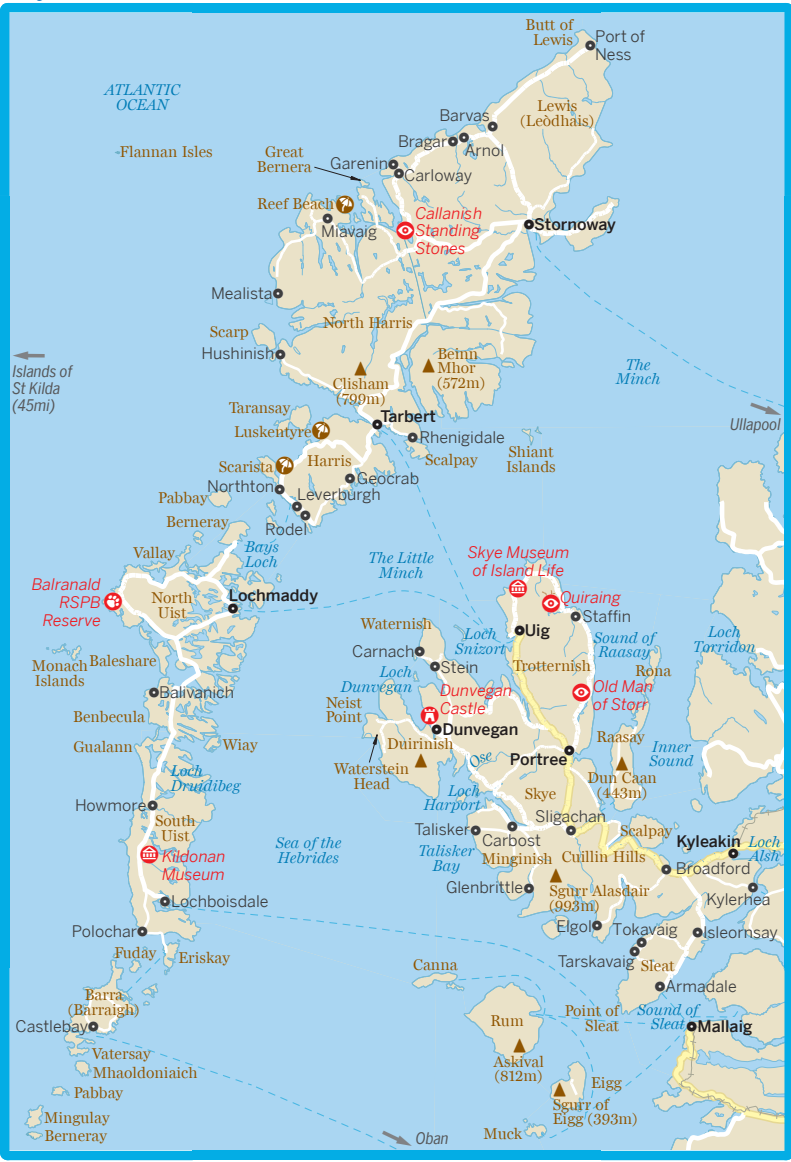 Butt of
Lewis
Port of
Ness
ATLANTIC
OCEAN
Lewis
(Leòdhais)
Barvas
Bragar
Arnol
Flannan Isles
Great
Bernera
Garenin
Carloway
Reef Beach
Miavaig
Callanish
Standing
Stones
Stornoway
Mealista
North Harris
Scarp
Hushinish
Beinn
Mhor
(572m)
The
Minch
Islands of
St Kilda
(45mi)
Clisham
(799m)
Taransay
Tarbert
Ullapool
Luskentyre
Rhenigidale
Scalpay
Shiant
Islands
Scarista
Harris
Northton
Geocrab
Leverburgh
Pabbay
Rodel
Berneray
Bays
Loch
Vallay
The Little
Minch
Skye Museum
of Island Life
Balranald
RSPB
Reserve
North
Uist
Lochmaddy
Quiraing
Staffin
Waternish
Loch
Snizort
Uig
Sound of
Raasay
Loch
Torridon
Carnach
Stein
Trotternish
Rona
Monach
Islands
Baleshare
Loch
Dunvegan
Balivanich
Dunvegan
Castle
Old Man
of Storr
Neist
Point
Benbecula
Dunvegan
Raasay
Gualann
Wiay
Duirinish
Inner
Sound
Waterstein
Head
Ose
Portree
Dun Caan
(443m)
Loch
Druidibeg
Loch
Harport
Skye
Howmore
South
Uist
Sligachan
Scalpay
Talisker
Carbost
Kyleakin
Loch
Alsh
Sea of the
Hebrides
Talisker
Bay
Minginish
Cuillin Hills
Kildonan
Museum
Broadford
Glenbrittle
Sgurr Alasdair
(993m)
Kylerhea
Lochboisdale
Elgol
Tokavaig
Isleornsay
Polochar
Tarskavaig
Sleat
Fuday
Eriskay
Canna
Armadale
Barra
(Barraigh)
Rum
Point of
Sleat
Sound of
Sleat
Mallaig
Castlebay
Vatersay
Askival
(812m)
Mhaoldoniaich
Eigg
Pabbay
Sgurr of
Eigg (393m)
Mingulay
Berneray
Muck
Oban